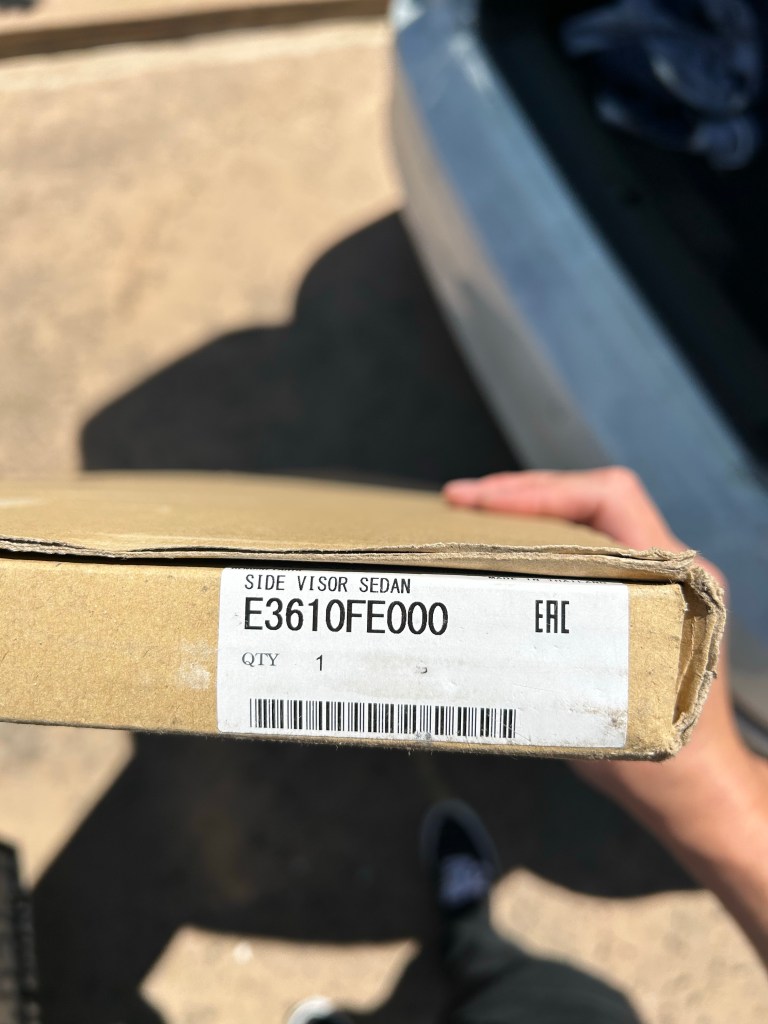 SIDE VISOR SEDAN
E3610FE000
EAC
QTY 1